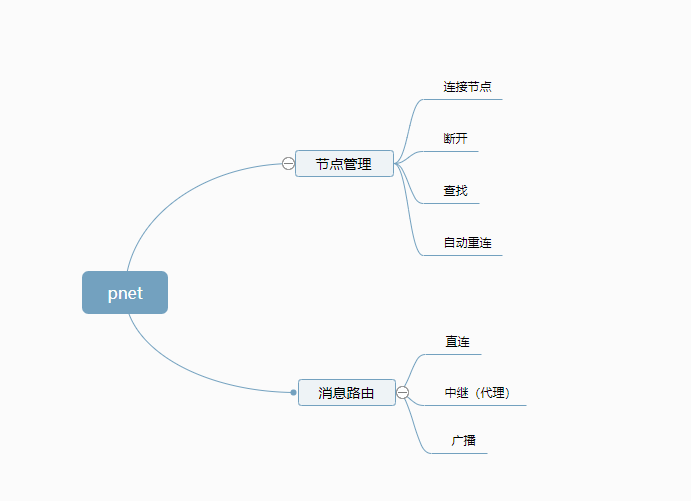 pnet
节点管理
连接节点
断开
查找
自动重连
消息路由
直连
中继（代理）
广播